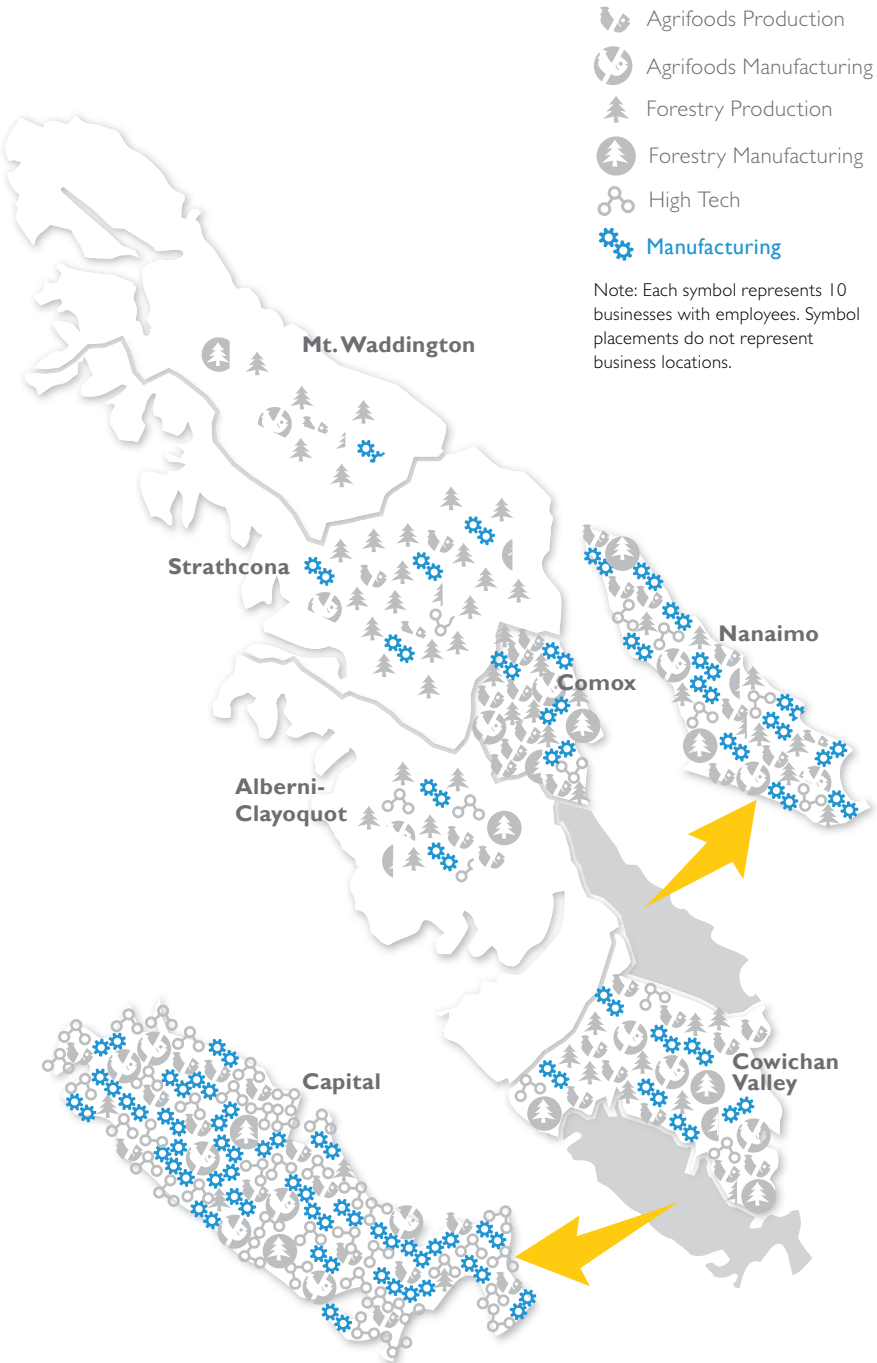 Agrifoods Production
Agrifoods Manufacturing
Forestry Production
Forestry Manufacturing
High Tech
Manufacturing
Note: Each symbol represents 10
businesses with employees. Symbol
placements do not represent
business locations.
Mt. Waddington
Strathcona
Nanaimo
Comox
Alberni-
Clayoquot
Cowichan
Valley
Capital